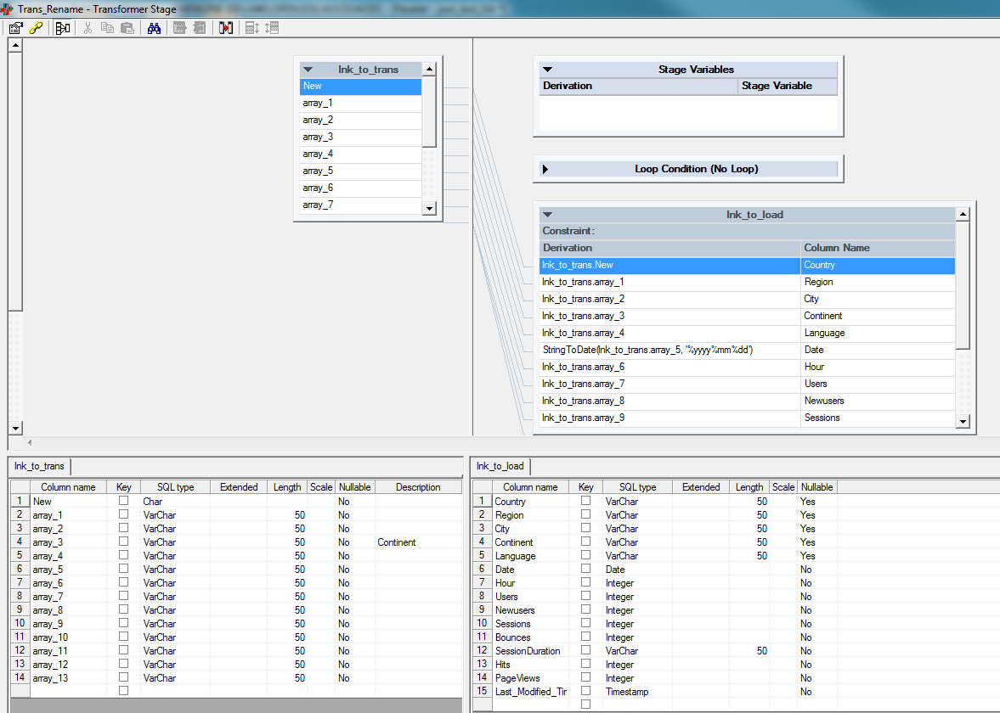 Trans_Rename - Transformer Stage
lnk_to_trans
New
array_1
array_2
array_3
array_4
array_5
array_6
array_7
Stage Variables
Derivation Stage Variable
Loop Condition (No Loop)
lnk_to_load
Constraint:
Derivation Column Name
lnk_to_trans.New Country
lnk_to_trans.array_1 Region
lnk_to_trans.array_2 City
lnk_to_trans.array_3 Continent
lnk_to_trans.array_4 Language
StringToDate(lnk_to_trans.array_5, '%yyyy%mm%dd') Date
lnk_to_trans.array_6 Hour
lnk_to_trans.array_7 Users
lnk_to_trans.array_8 Newusers
lnk_to_trans.array_9 Sessions
lnk_to_trans
Column name Key SQL type Extended Length Scale Nullable Description
1 New Char No
2 array_1 VarChar 50 No
3 array_2 VarChar 50 No
4 array_3 VarChar 50 No Continent
5 array_4 VarChar 50 No
6 array_5 VarChar 50 No
7 array_6 VarChar 50 No
8 array_7 VarChar 50 No
9 array_8 VarChar 50 No
10 array_9 VarChar 50 No
11 array_10 VarChar 50 No
12 array_11 VarChar 50 No
13 array_12 VarChar 50 No
14 array_13 VarChar 50 No
lnk_to_load
Column name Key SQL type Extended Length Scale Nullable
1 Country VarChar 50 Yes
2 Region VarChar 50 Yes
3 City VarChar 50 Yes
4 Continent VarChar 50 Yes
5 Language VarChar 50 Yes
6 Date Date No
7 Hour Integer No
8 Users Integer No
9 Newusers Integer No
10 Sessions Integer No
11 Bounces Integer No
12 SessionDuration VarChar 50 No
13 Hits Integer No
14 PageViews Integer No
15 Last_Modified_Tir Timestamp No